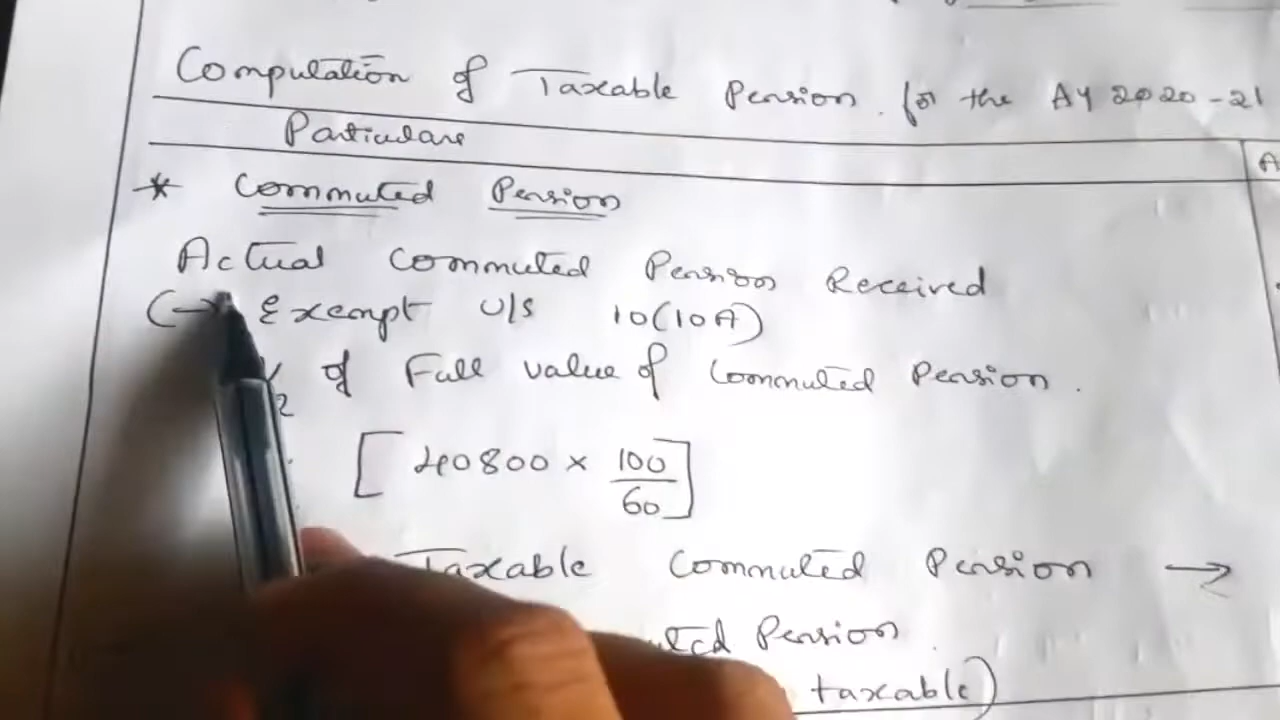 Computation of Taxable Pension for the AY 2020-21
Particulars
* Commuted Pension
Actual Commuted Pension Received
(-) Exempt U/S 10(10A)
of Full value of Commuted Pension.
[40800 × 100/60]
Taxable Commuted Pension →
Pension
taxable)